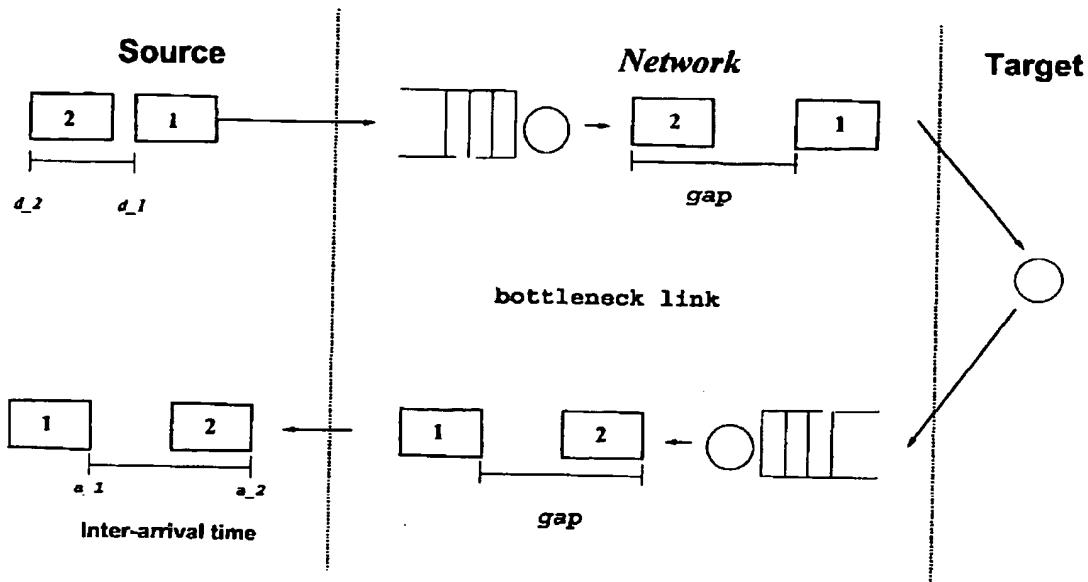 Source
Network
Target
2
1
2
1
d_2
d_1
gap
bottleneck link
1
2
1
2
a_1
a_2
gap
Inter-arrival time